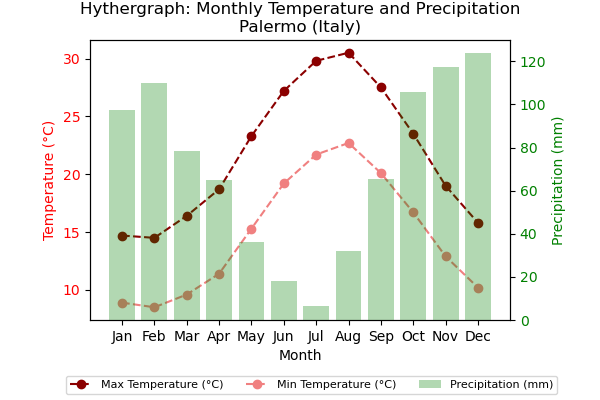 Hythergraph: Monthly Temperature and Precipitation
Palermo (Italy)
Temperature (°C)
30
25
20
15
10
120
100
80
60
40
20
0
Precipitation (mm)
Jan Feb Mar Apr May Jun Jul Aug Sep Oct Nov Dec
Month
Max Temperature (°C) Min Temperature (°C) Precipitation (mm)